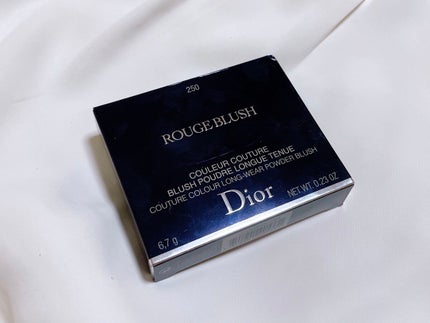 250
ROUGE BLUSH
COULEUR COUTURE
BLUSH POUDRE LONGUE TENUE
COUTURE COLOUR LONG-WEAR POWDER BLUSH
Dior
6,7 g
NET WT. 0.23 OZ